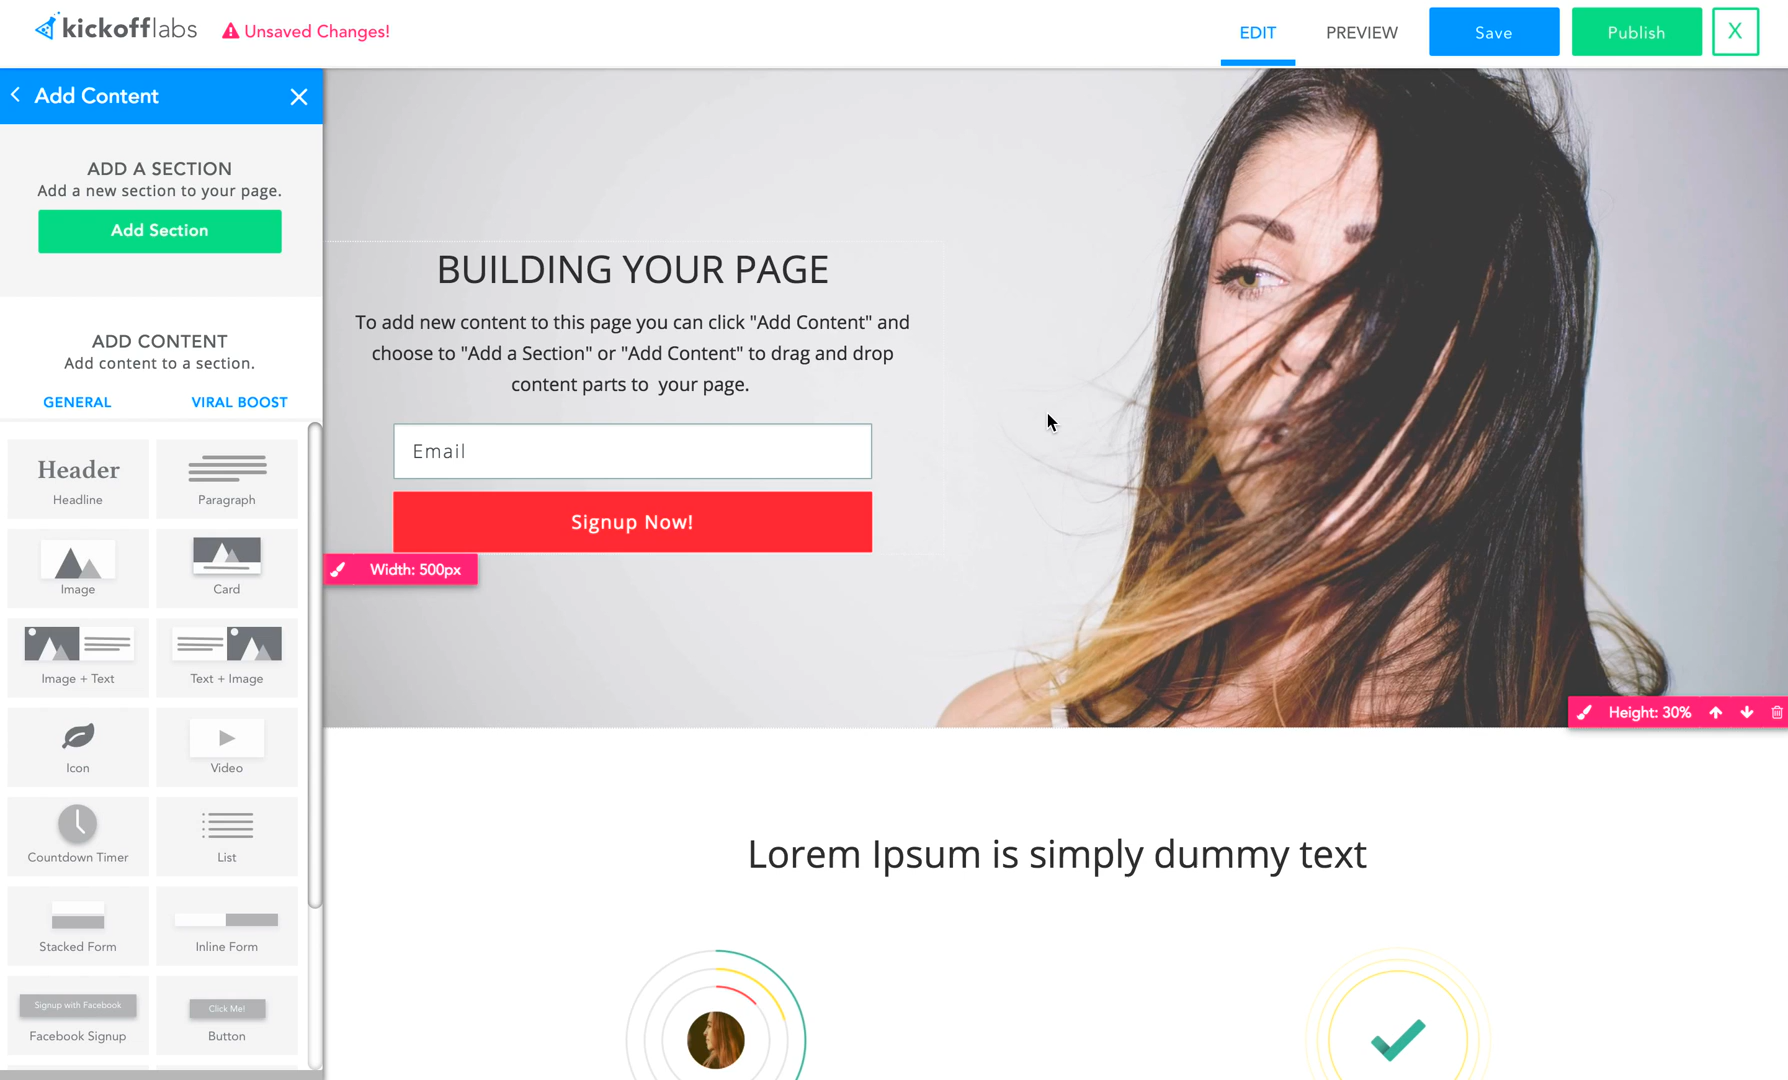 kickofflabs
Unsaved Changes!
EDIT
PREVIEW
Save
Publish
X
Add Content
ADD A SECTION
Add a new section to your page.
Add Section
ADD CONTENT
Add content to a section.
GENERAL
VIRAL BOOST
Header
Headline
Paragraph
Image
Card
Image + Text
Text + Image
Icon
Video
Countdown Timer
List
Stacked Form
Inline Form
Signup with Facebook
Facebook Signup
Click Me!
Button
BUILDING YOUR PAGE
To add new content to this page you can click "Add Content" and
choose to "Add a Section" or "Add Content" to drag and drop
content parts to  your page.
Email
Signup Now!
Width: 500px
Height: 30%
Lorem Ipsum is simply dummy text